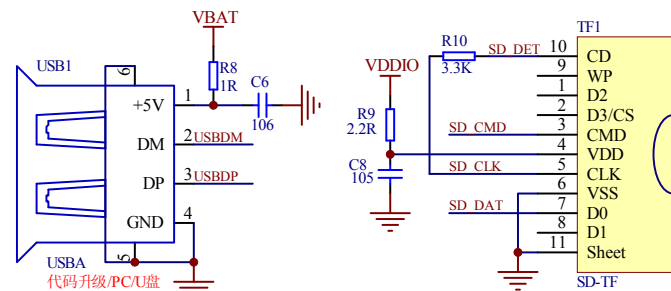 VBAT
USB1
6
R8
1R
C6
106
+5V
1
DM
2
USBDM
DP
3
USBDP
GND
4
5
USBA
代码升级/PC/U盘
TF1
R10
3.3K
SD_DET
10
CD
9
WP
VDDIO
1
D2
R9
2.2R
2
D3/CS
SD_CMD
3
CMD
4
VDD
C8
105
SD_CLK
5
CLK
6
VSS
SD_DAT
7
D0
8
D1
11
Sheet
SD-TF